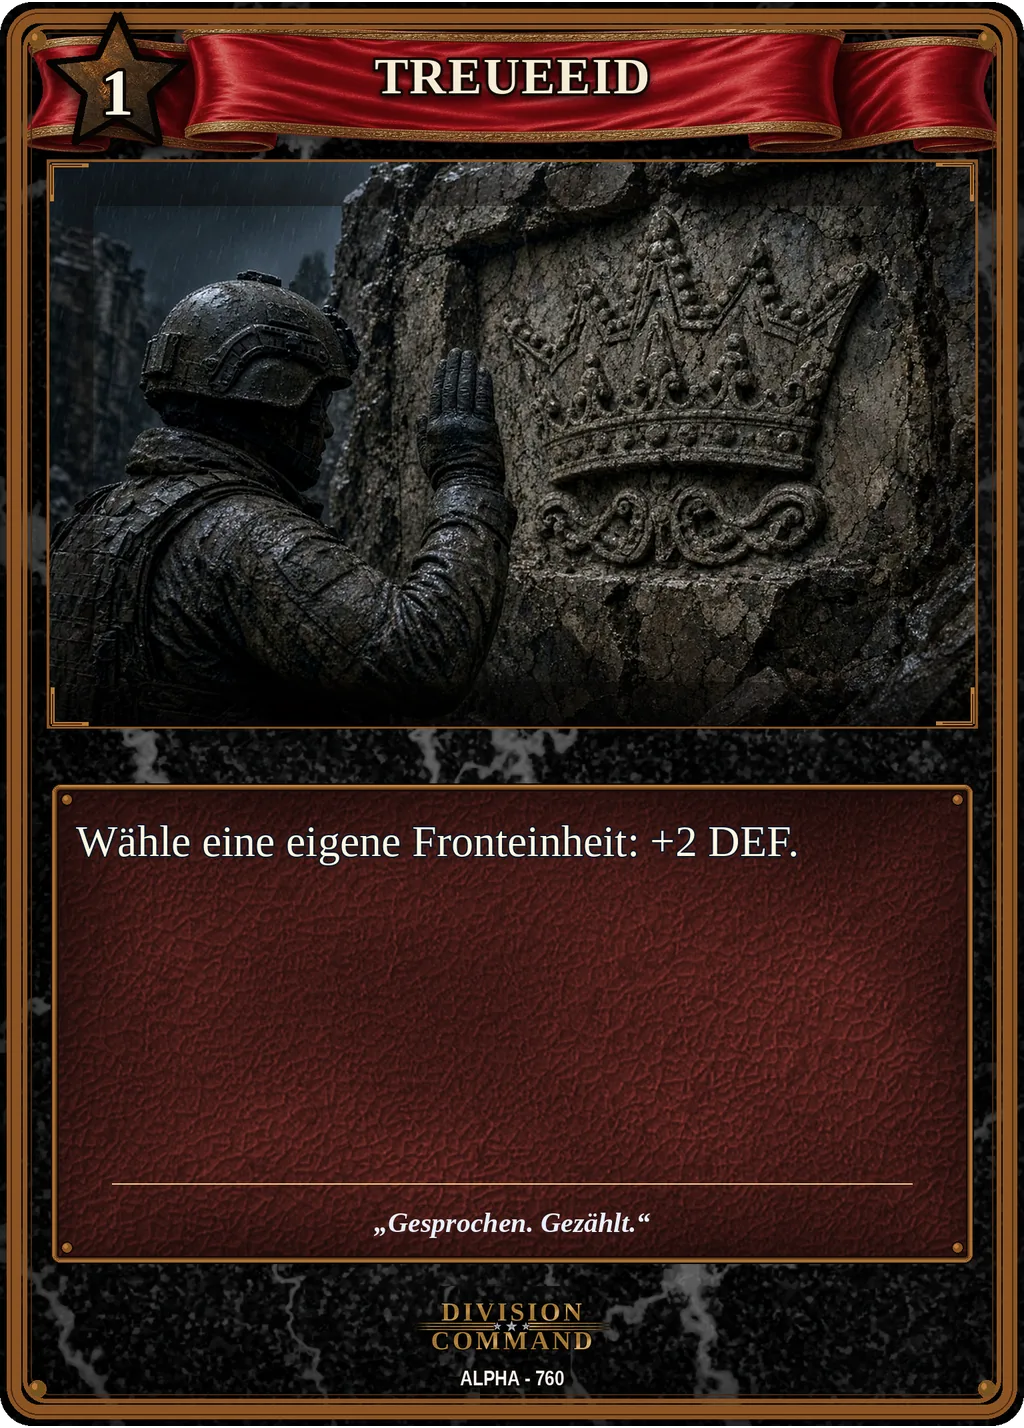 1
TREUEEID
Wähle eine eigene Fronteinheit: +2 DEF.
„Gesprochen. Gezählt.“
DIVISION
COMMAND
ALPHA - 760